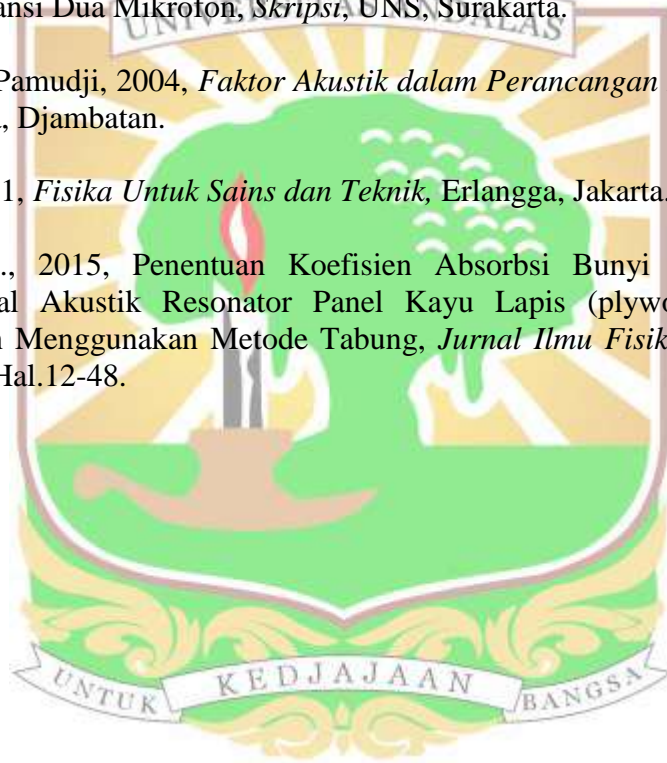 ansi Dua Mikrofon, Skripsi, UNS, Surakarta.
UNIVERSITAS ANDALAS
Pamudji, 2004, Faktor Akustik dalam Perancangan
, Djambatan.
1, Fisika Untuk Sains dan Teknik, Erlangga, Jakarta.
., 2015, Penentuan Koefisien Absorbsi Bunyi
al Akustik Resonator Panel Kayu Lapis (plywo
Menggunakan Metode Tabung, Jurnal Ilmu Fisik
Hal.12-48.
UNTUK KEDJAJAAN BANGSA